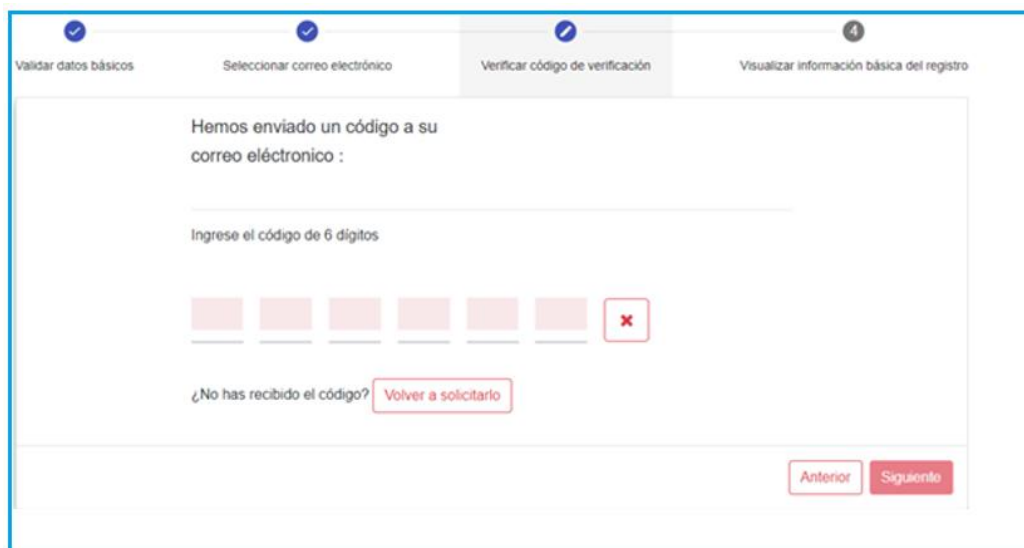 4
Validar datos básicos
Seleccionar correo electrónico
Verificar código de verificación
Visualizar información básica del registro
Hemos enviado un código a su
correo eléctronico :
Ingrese el código de 6 dígitos
¿No has recibido el código? Volver a solicitarlo
Anterior Siguiente